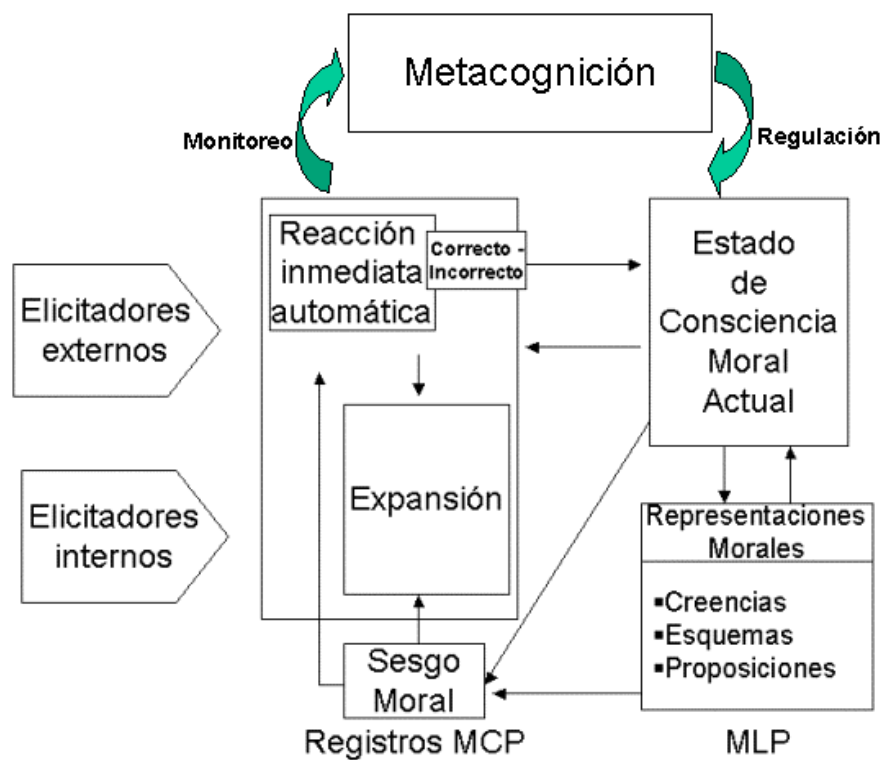 Metacognición
Monitoreo
Regulación
Reacción
inmediata
automática
Correcto -
Incorrecto
Estado
de
Consciencia
Moral
Actual
Elicitadores
externos
Expansión
Elicitadores
internos
Representaciones
Morales
▪Creencias
▪Esquemas
▪Proposiciones
Sesgo
Moral
Registros MCP
MLP